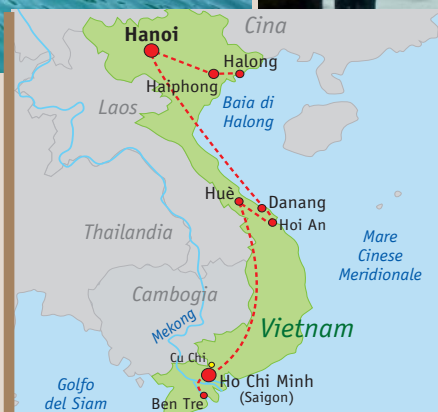 Cina
Hanoi
Halong
Haiphong
Laos
Baia di
Halong
Huè
Danang
Hoi An
Thailandia
Mare
Cinese
Meridionale
Cambogia
Mekong
Vietnam
Cu Chi
Ho Chi Minh
(Saigon)
Golfo
del Siam
Ben Tre